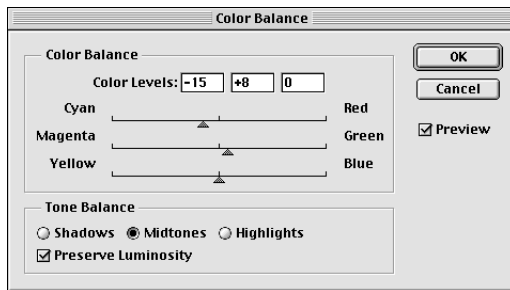 Color Balance
Color Balance
Color Levels: -15 +8 0
Cyan Red
Magenta Green
Yellow Blue
Tone Balance
Shadows Midtones Highlights
Preserve Luminosity
OK
Cancel
Preview